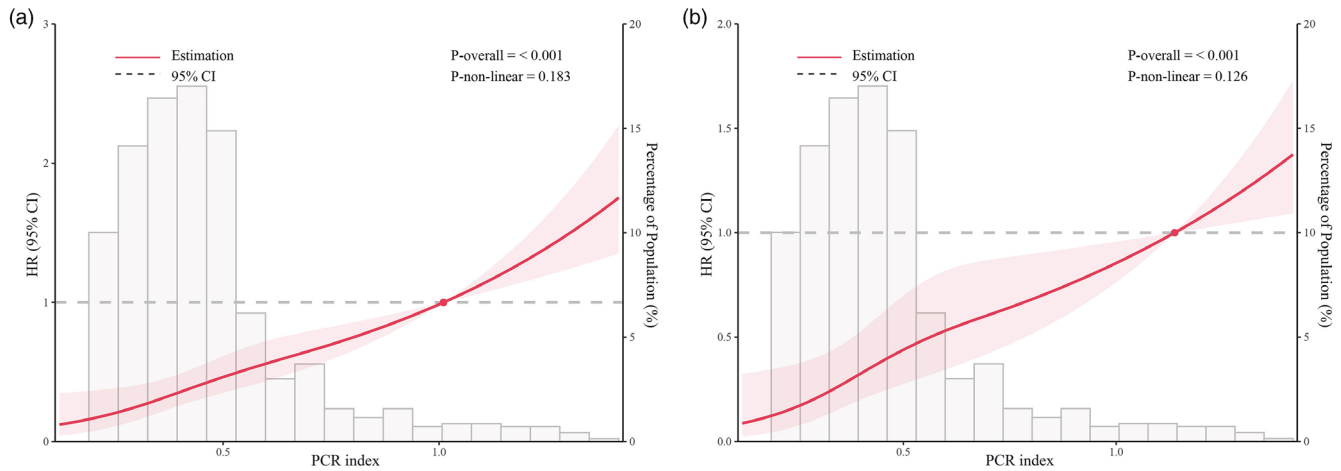 (a)
3
2
1
0
HR (95% CI)
Estimation
95% CI
P-overall = < 0.001
P-non-linear = 0.183
20
15
10
5
0
Percentage of Population (%)
0.5
1.0
PCR index
(b)
2.0
1.5
1.0
0.5
0.0
HR (95% CI)
Estimation
95% CI
P-overall = < 0.001
P-non-linear = 0.126
20
15
10
5
0
Percentage of Population (%)
0.5
1.0
PCR index